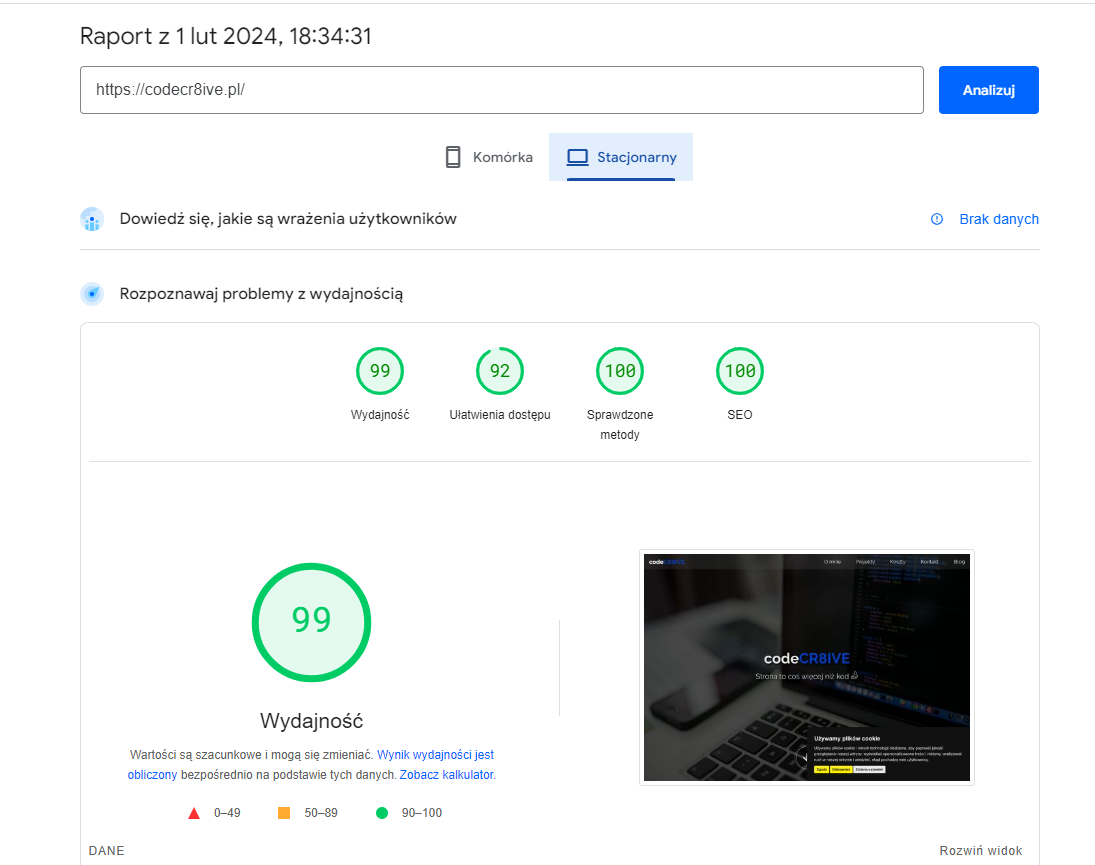 Raport z 1 lut 2024, 18:34:31
https://codecr8ive.pl/
Analizuj
Komórka
Stacjonarny
Dowiedź się, jakie są wrażenia użytkowników
Brak danych
Rozpoznawaj problemy z wydajnością
99
92
100
100
Wydajność
Ułatwienia dostępu
Sprawdzone
metody
SEO
99
Wydajność
Wartości są szacunkowe i mogą się zmieniać. Wynik wydajności jest
obliczony bezpośrednio na podstawie tych danych. Zobacz kalkulator.
0–49
50–89
90–100
codeCR8IVE
O mnie
Projekty
Koszty
Kontakt
Blog
codeCR8IVE
Strona to coś więcej niż kod
Używamy plików cookie
DANE
Rozwiń widok